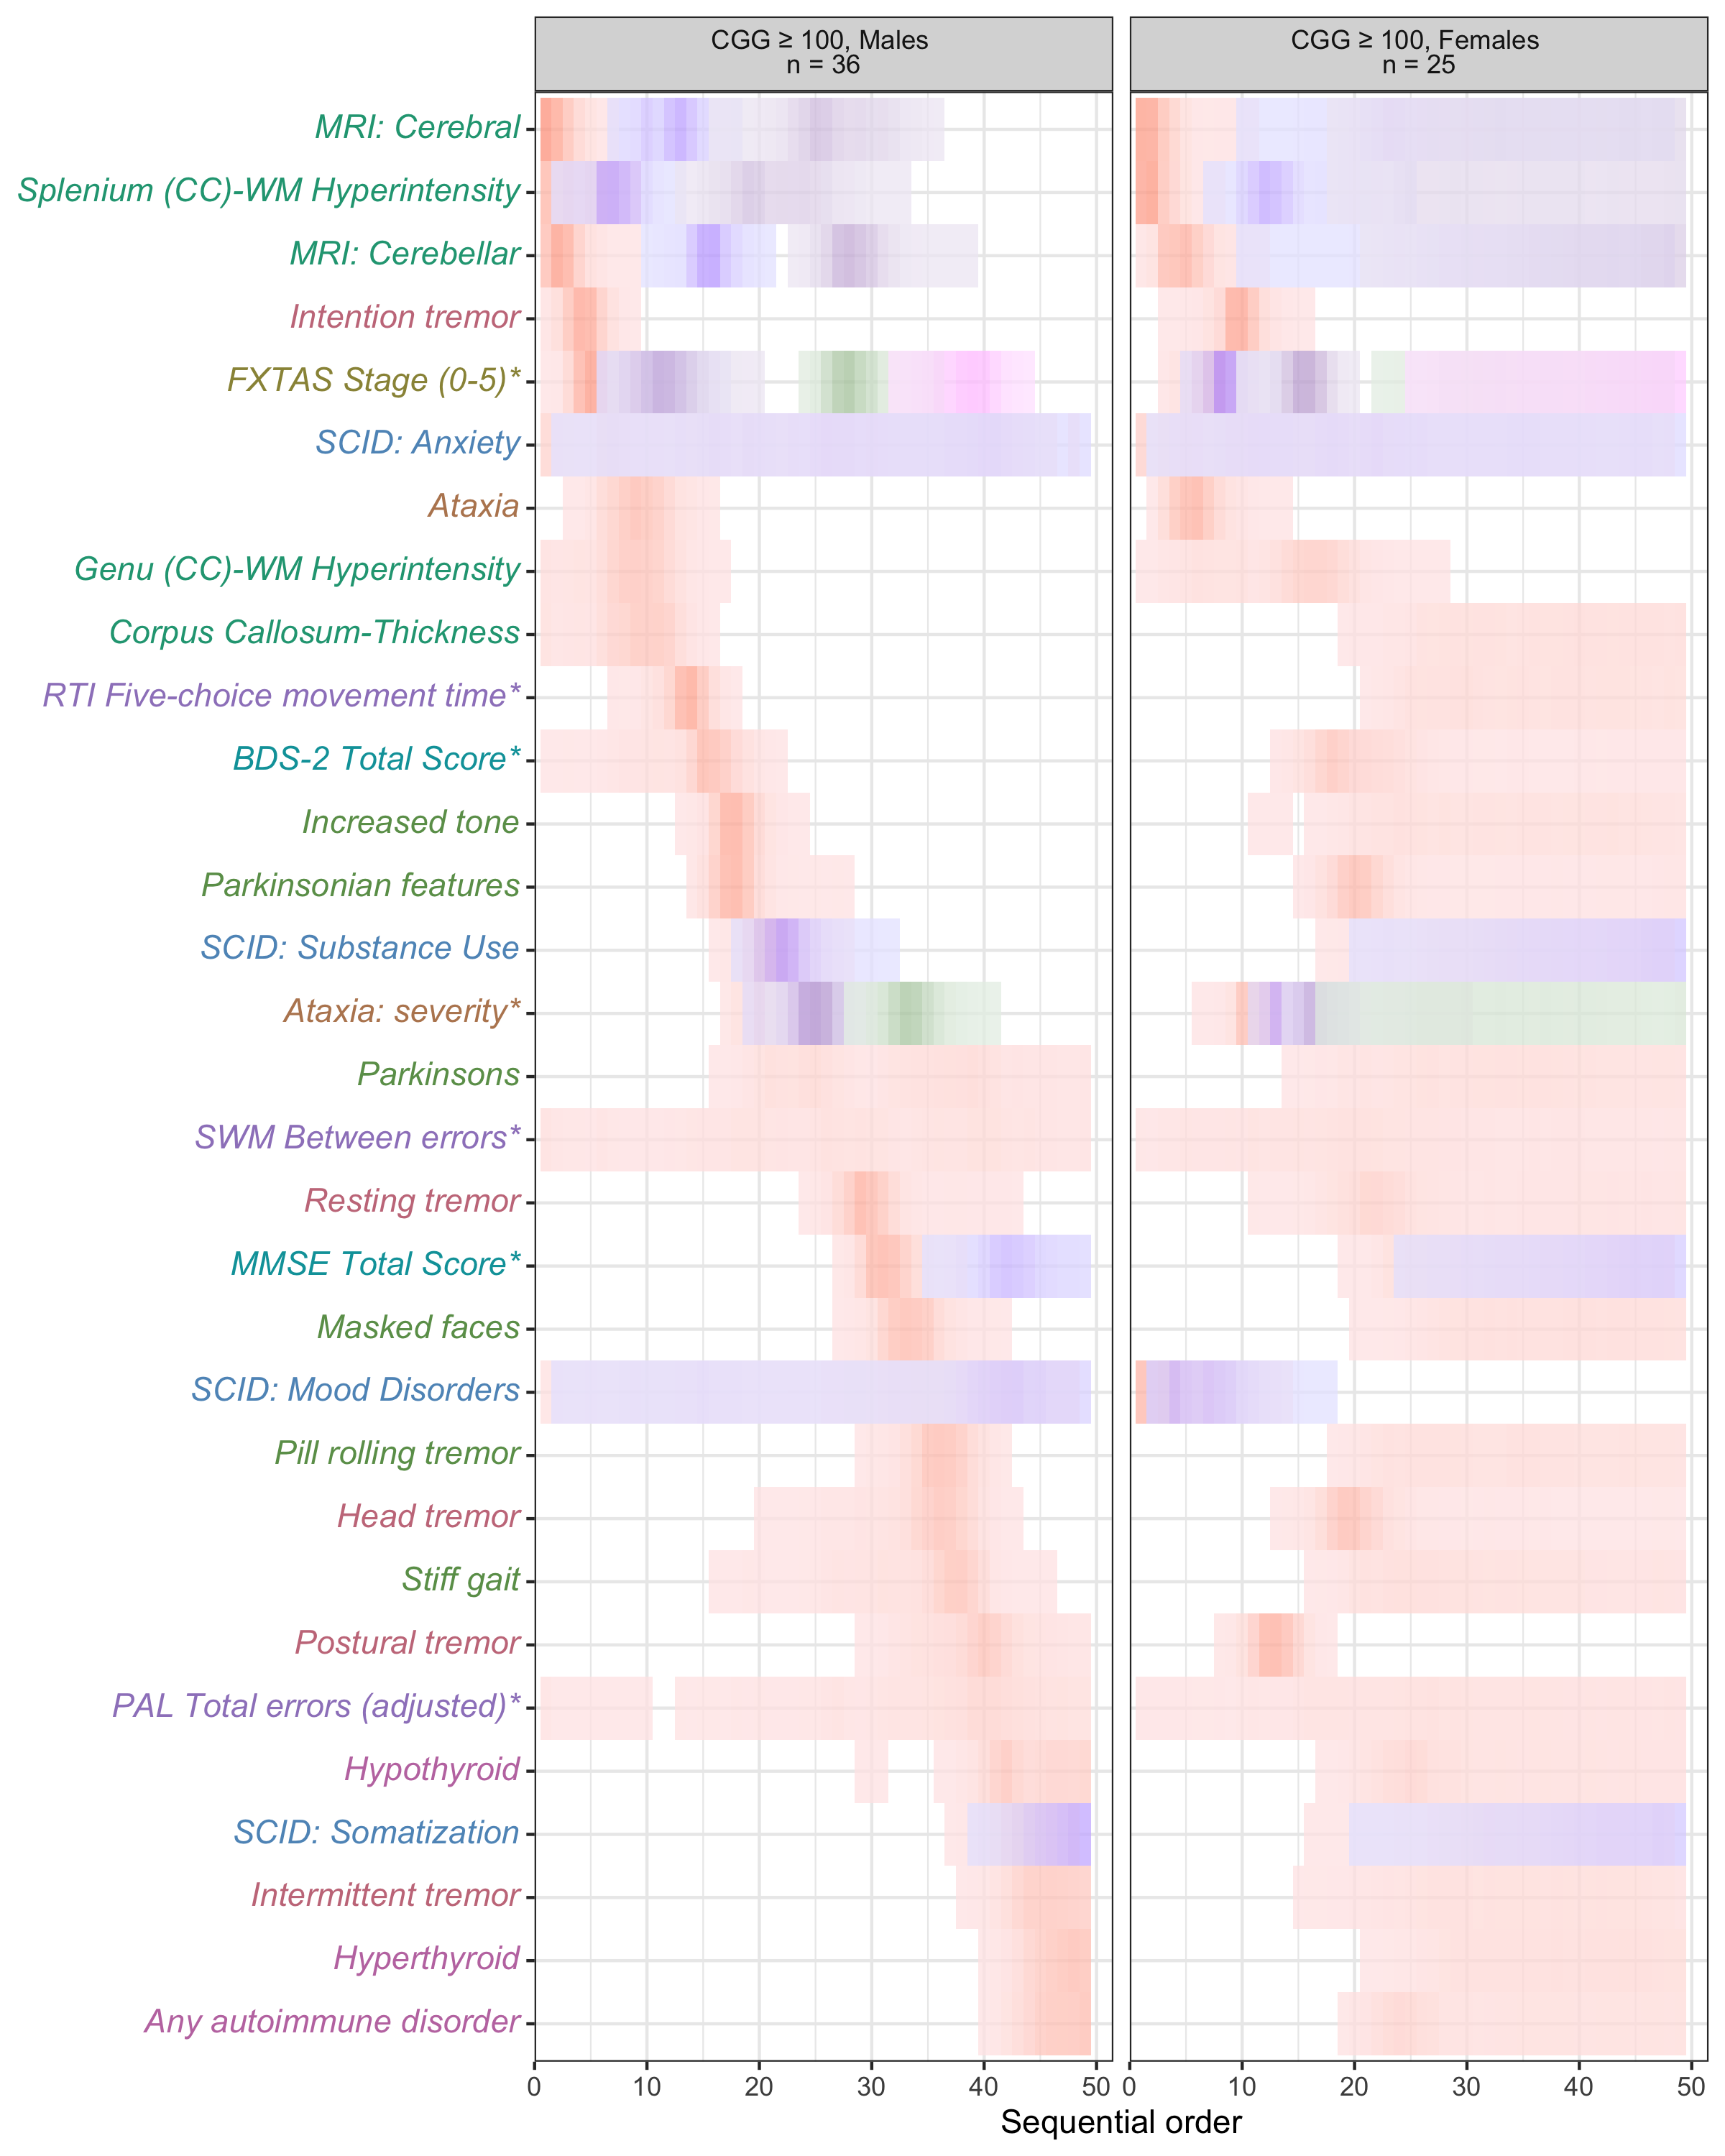 CGG ≥ 100, Males
n = 36
CGG ≥ 100, Females
n = 25
MRI: Cerebral
Splenium (CC)-WM Hyperintensity
MRI: Cerebellar
Intention tremor
FXTAS Stage (0-5)*
SCID: Anxiety
Ataxia
Genu (CC)-WM Hyperintensity
Corpus Callosum-Thickness
RTI Five-choice movement time*
BDS-2 Total Score*
Increased tone
Parkinsonian features
SCID: Substance Use
Ataxia: severity*
Parkinsons
SWM Between errors*
Resting tremor
MMSE Total Score*
Masked faces
SCID: Mood Disorders
Pill rolling tremor
Head tremor
Stiff gait
Postural tremor
PAL Total errors (adjusted)*
Hypothyroid
SCID: Somatization
Intermittent tremor
Hyperthyroid
Any autoimmune disorder
0 10 20 30 40 50 0 10 20 30 40 50
Sequential order